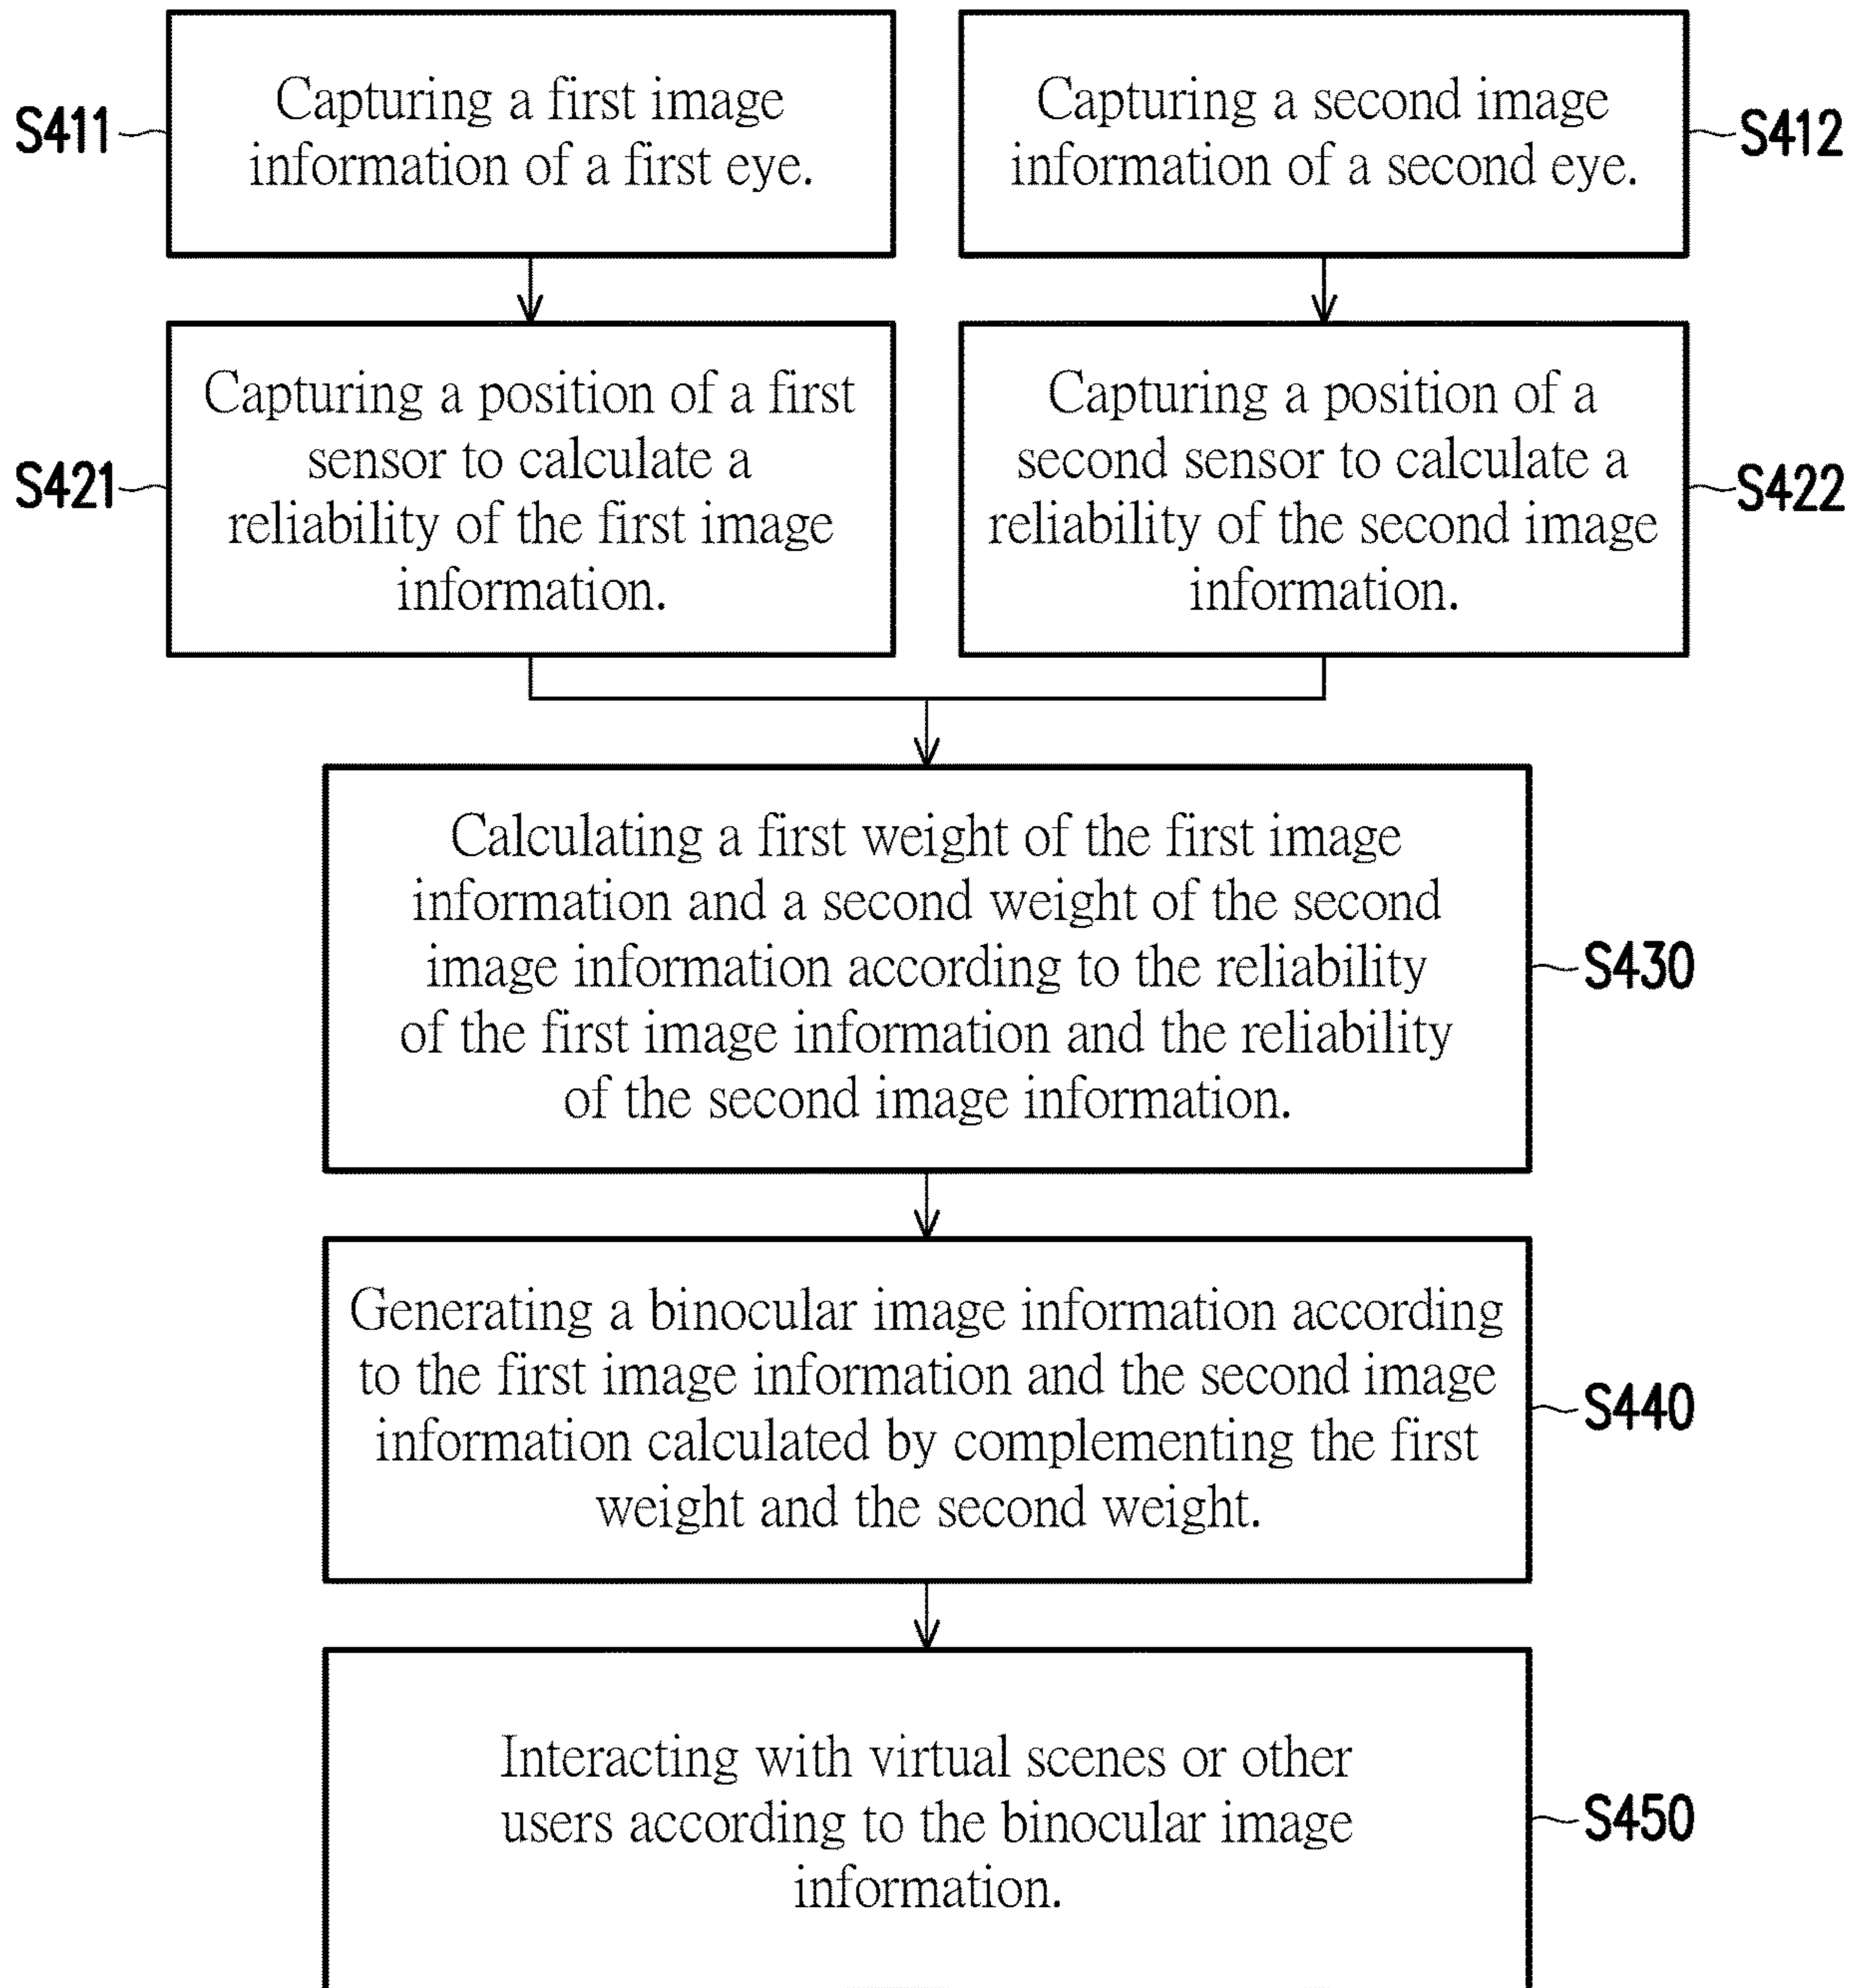 S411
Capturing a first image
information of a first eye.
Capturing a second image
information of a second eye.
S412
S421
Capturing a position of a first
sensor to calculate a
reliability of the first image
information.
Capturing a position of a
second sensor to calculate a
reliability of the second image
information.
S422
Calculating a first weight of the first image
information and a second weight of the second
image information according to the reliability
of the first image information and the reliability
of the second image information.
S430
Generating a binocular image information according
to the first image information and the second image
information calculated by complementing the first
weight and the second weight.
S440
Interacting with virtual scenes or other
users according to the binocular image
information.
S450